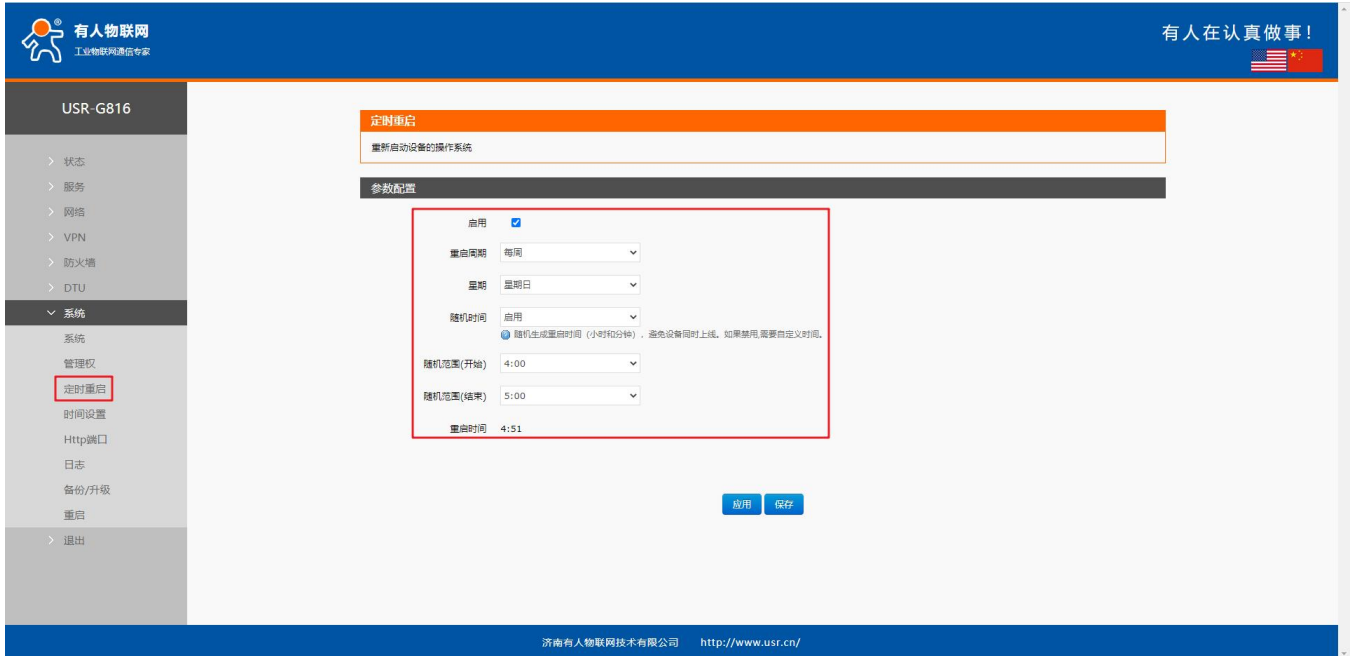 有人物联网
工业物联网通信专家
有人在认真做事!
USR-G816
状态
服务
网络
VPN
防火墙
DTU
系统
系统
管理权
定时重启
时间设置
Http端口
日志
备份/升级
重启
退出
定时重启
重新启动设备的操作系统
参数配置
启用
重启周期 每周
星期 星期日
随机时间 启用
随机生成重启时间（小时和分钟）, 避免设备同时上线。如果禁用,需要自定义时间。
随机范围(开始) 4:00
随机范围(结束) 5:00
重启时间 4:51
应用 保存
济南有人物联网技术有限公司 http://www.usr.cn/